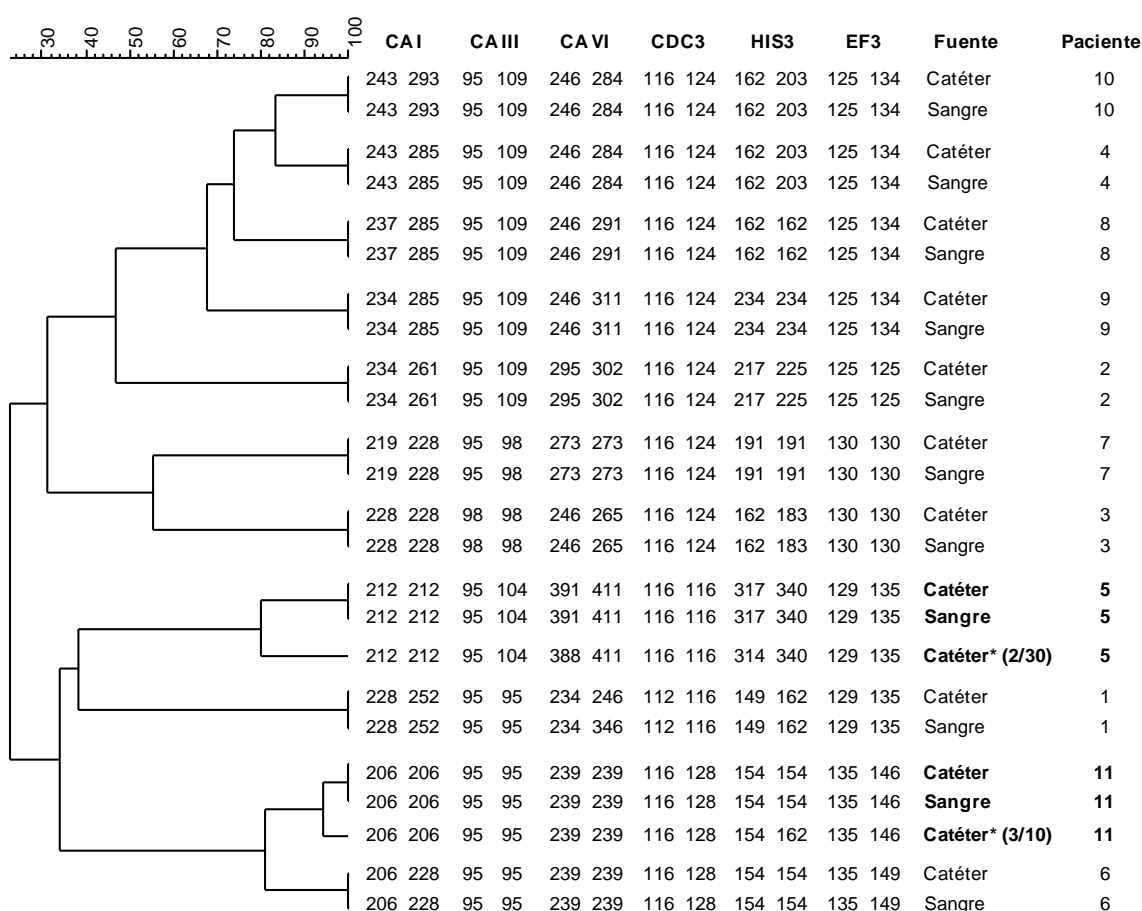 30 40 50 60 70 80 90 100 CAI CAIII CAVI CDC3 HIS3 EF3 Fuente Paciente
243 293 95 109 246 284 116 124 162 203 125 134 Catéter 10
243 293 95 109 246 284 116 124 162 203 125 134 Sangre 10
243 285 95 109 246 284 116 124 162 203 125 134 Catéter 4
243 285 95 109 246 284 116 124 162 203 125 134 Sangre 4
237 285 95 109 246 291 116 124 162 162 125 134 Catéter 8
237 285 95 109 246 291 116 124 162 162 125 134 Sangre 8
234 285 95 109 246 311 116 124 234 234 125 134 Catéter 9
234 285 95 109 246 311 116 124 234 234 125 134 Sangre 9
234 261 95 109 295 302 116 124 217 225 125 125 Catéter 2
234 261 95 109 295 302 116 124 217 225 125 125 Sangre 2
219 228 95 98 273 273 116 124 191 191 130 130 Catéter 7
219 228 95 98 273 273 116 124 191 191 130 130 Sangre 7
228 228 98 98 246 265 116 124 162 183 130 130 Catéter 3
228 228 98 98 246 265 116 124 162 183 130 130 Sangre 3
212 212 95 104 391 411 116 116 317 340 129 135 Catéter 5
212 212 95 104 391 411 116 116 317 340 129 135 Sangre 5
212 212 95 104 388 411 116 116 314 340 129 135 Catéter* (2/30) 5
228 252 95 95 234 246 112 116 149 162 129 135 Catéter 1
228 252 95 95 234 346 112 116 149 162 129 135 Sangre 1
206 206 95 95 239 239 116 128 154 154 135 146 Catéter 11
206 206 95 95 239 239 116 128 154 154 135 146 Sangre 11
206 206 95 95 239 239 116 128 154 162 135 146 Catéter* (3/10) 11
206 228 95 95 239 239 116 128 154 154 135 149 Catéter 6
206 228 95 95 239 239 116 128 154 154 135 149 Sangre 6